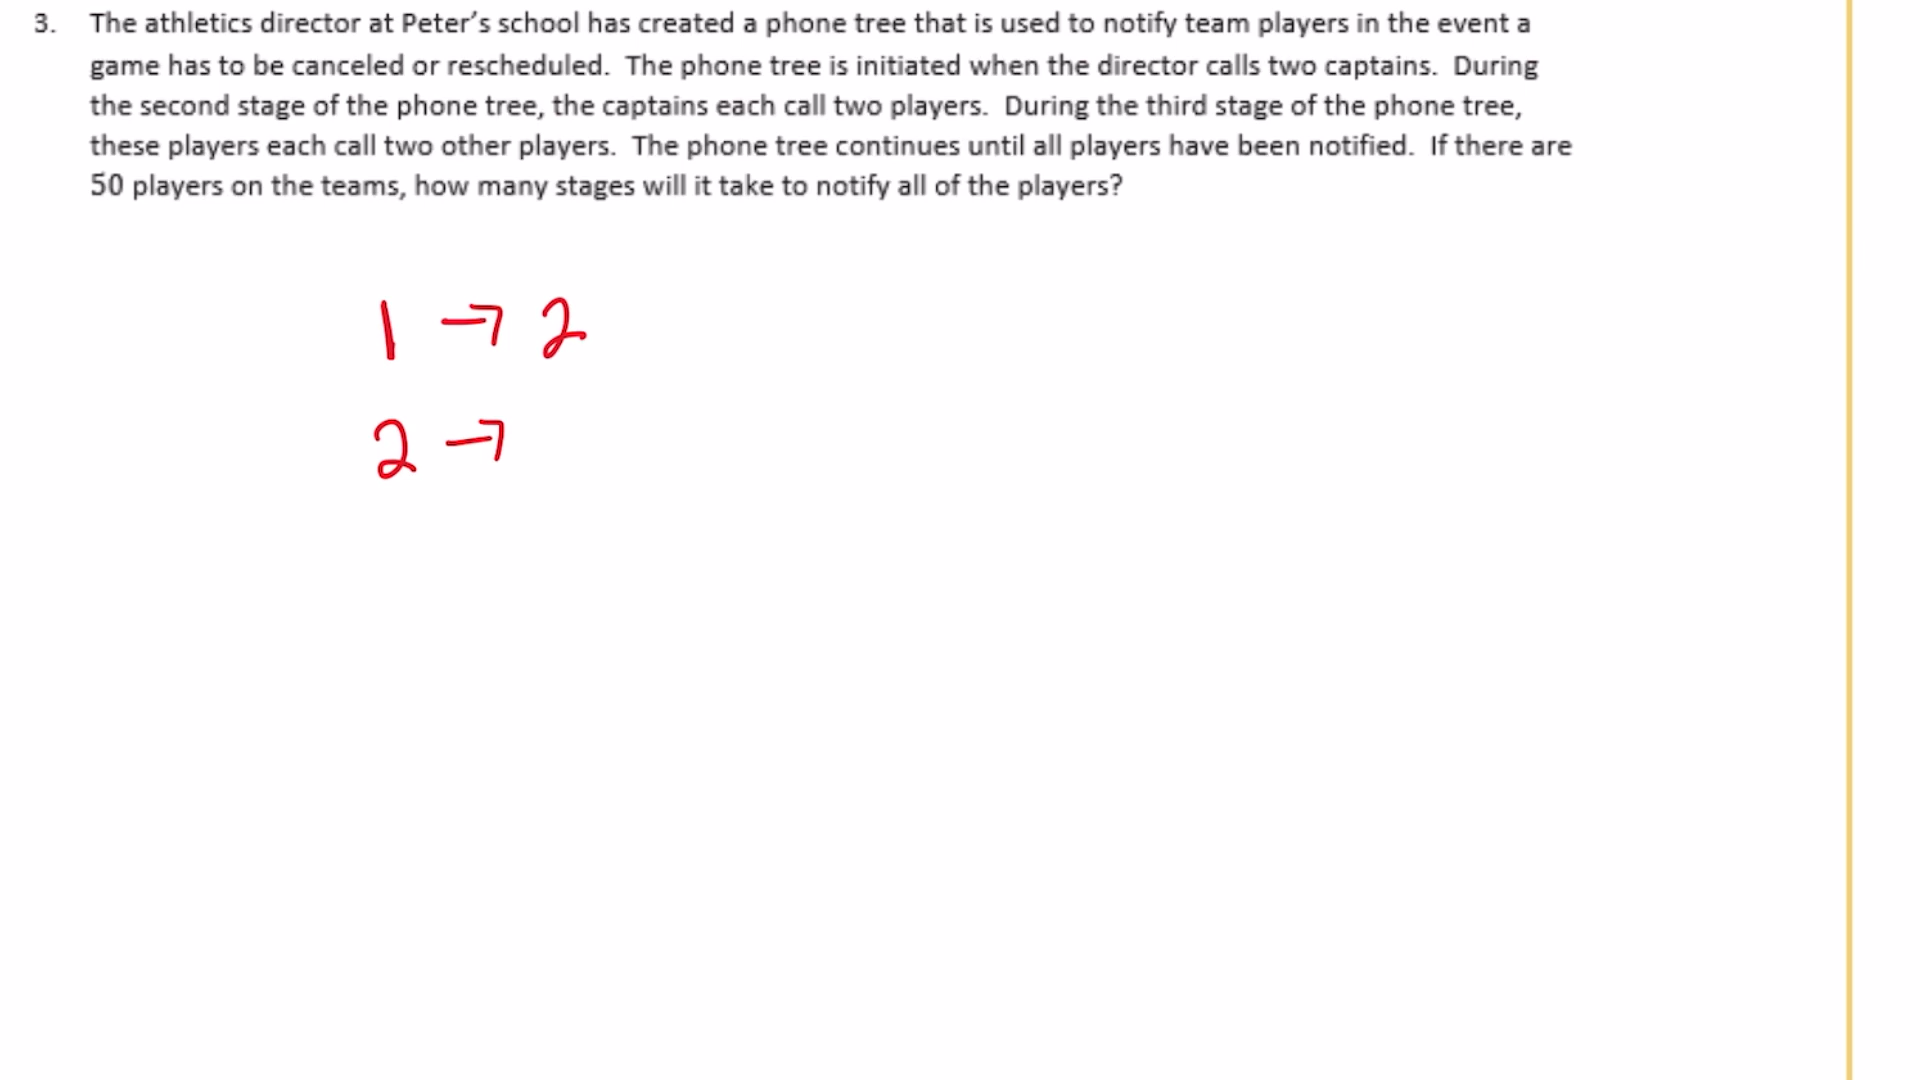 3. The athletics director at Peter's school has created a phone tree that is used to notify team players in the event a
game has to be canceled or rescheduled. The phone tree is initiated when the director calls two captains. During
the second stage of the phone tree, the captains each call two players. During the third stage of the phone tree,
these players each call two other players. The phone tree continues until all players have been notified. If there are
50 players on the teams, how many stages will it take to notify all of the players?
1 → 2
2 →